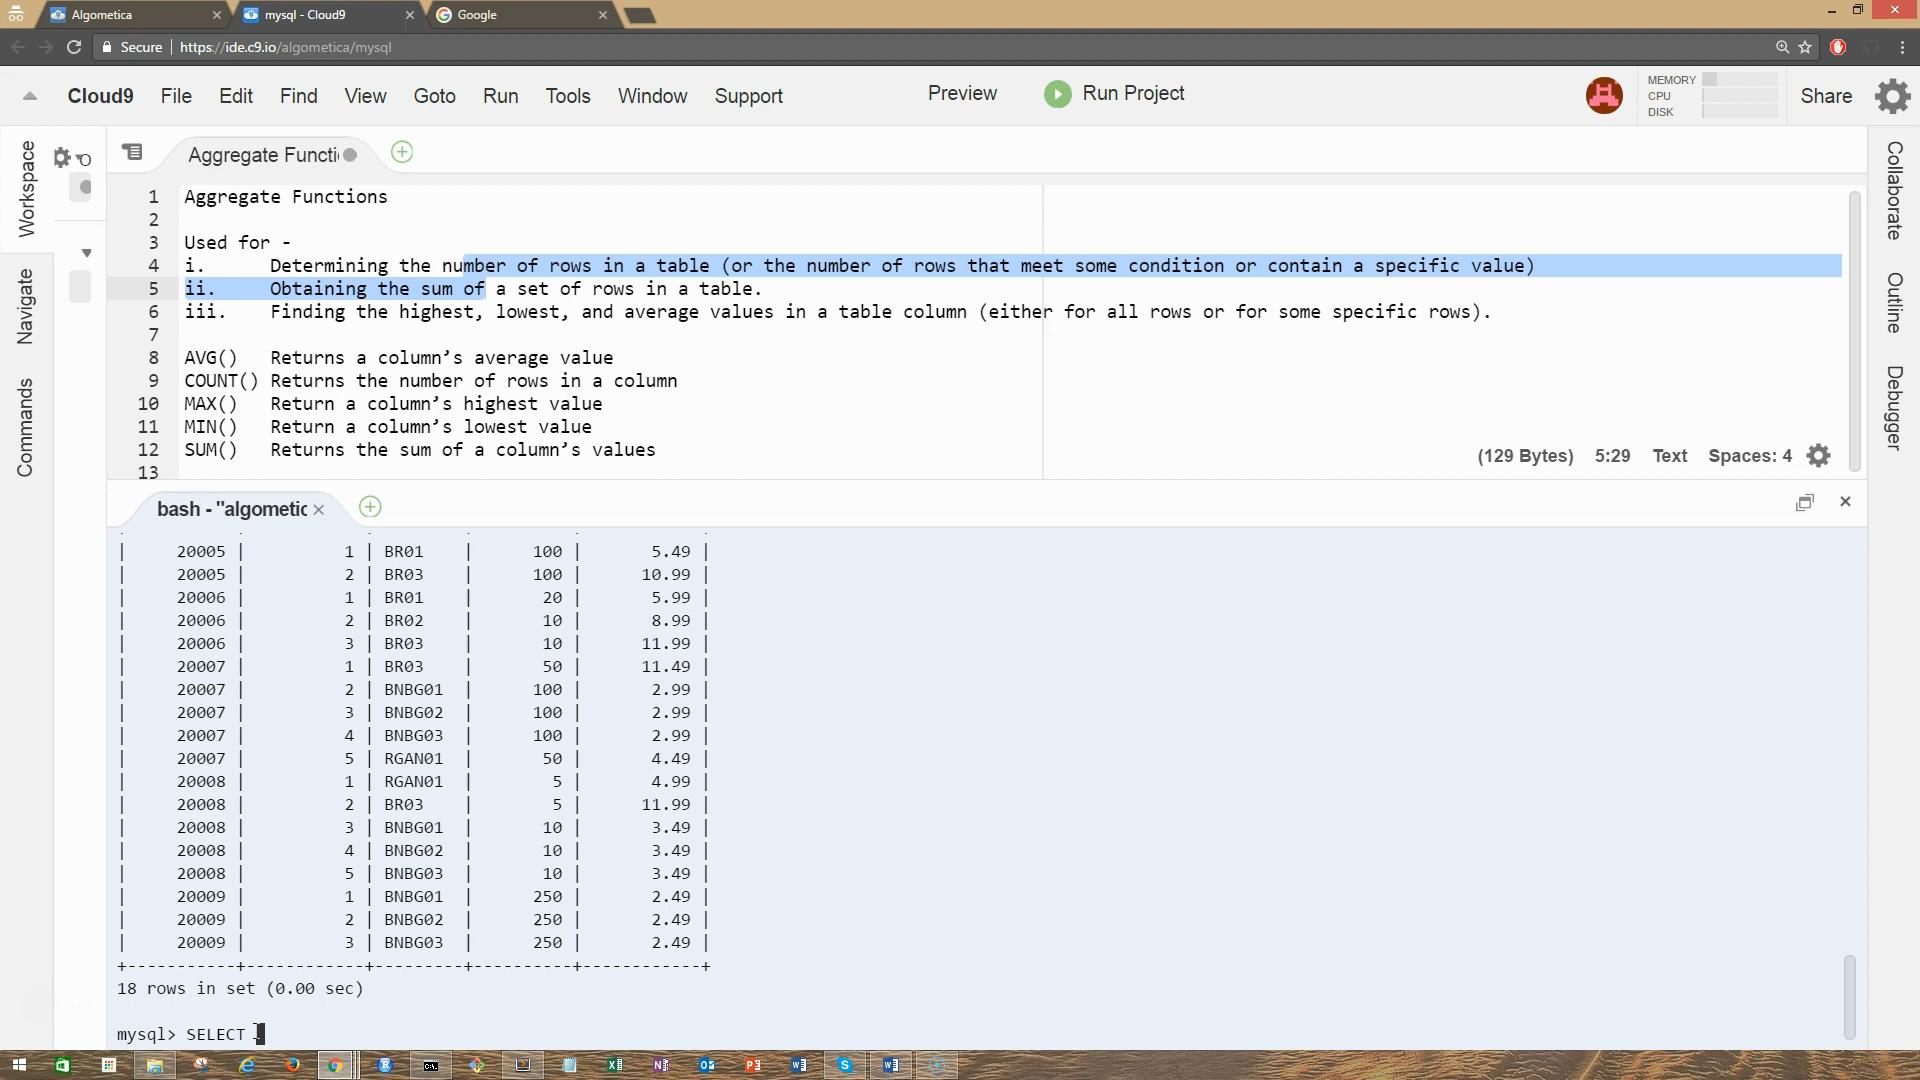 Algometica
mysql - Cloud9
Google
Secure
https://ide.c9.io/algometica/mysql
Cloud9 File Edit Find View Goto Run Tools Window Support
Preview
Run Project
MEMORY
CPU
DISK
Share
Workspace
Navigate
Commands
Collaborate
Outline
Debugger
Aggregate Functi
1 Aggregate Functions
2
3 Used for -
4 i. Determining the number of rows in a table (or the number of rows that meet some condition or contain a specific value)
5 ii. Obtaining the sum of a set of rows in a table.
6 iii. Finding the highest, lowest, and average values in a table column (either for all rows or for some specific rows).
7
8 AVG() Returns a column’s average value
9 COUNT() Returns the number of rows in a column
10 MAX() Return a column’s highest value
11 MIN() Return a column’s lowest value
12 SUM() Returns the sum of a column’s values
13
(129 Bytes) 5:29 Text Spaces: 4
bash - "algometic
| 20005 | 1 | BR01 | 100 | 5.49 |
| 20005 | 2 | BR03 | 100 | 10.99 |
| 20006 | 1 | BR01 | 20 | 5.99 |
| 20006 | 2 | BR02 | 10 | 8.99 |
| 20006 | 3 | BR03 | 10 | 11.99 |
| 20007 | 1 | BR03 | 50 | 11.49 |
| 20007 | 2 | BNBG01 | 100 | 2.99 |
| 20007 | 3 | BNBG02 | 100 | 2.99 |
| 20007 | 4 | BNBG03 | 100 | 2.99 |
| 20007 | 5 | RGAN01 | 50 | 4.49 |
| 20008 | 1 | RGAN01 | 5 | 4.99 |
| 20008 | 2 | BR03 | 5 | 11.99 |
| 20008 | 3 | BNBG01 | 10 | 3.49 |
| 20008 | 4 | BNBG02 | 10 | 3.49 |
| 20008 | 5 | BNBG03 | 10 | 3.49 |
| 20009 | 1 | BNBG01 | 250 | 2.49 |
| 20009 | 2 | BNBG02 | 250 | 2.49 |
| 20009 | 3 | BNBG03 | 250 | 2.49 |
+-----------+------------+---------+----------+------------+
18 rows in set (0.00 sec)
mysql> SELECT